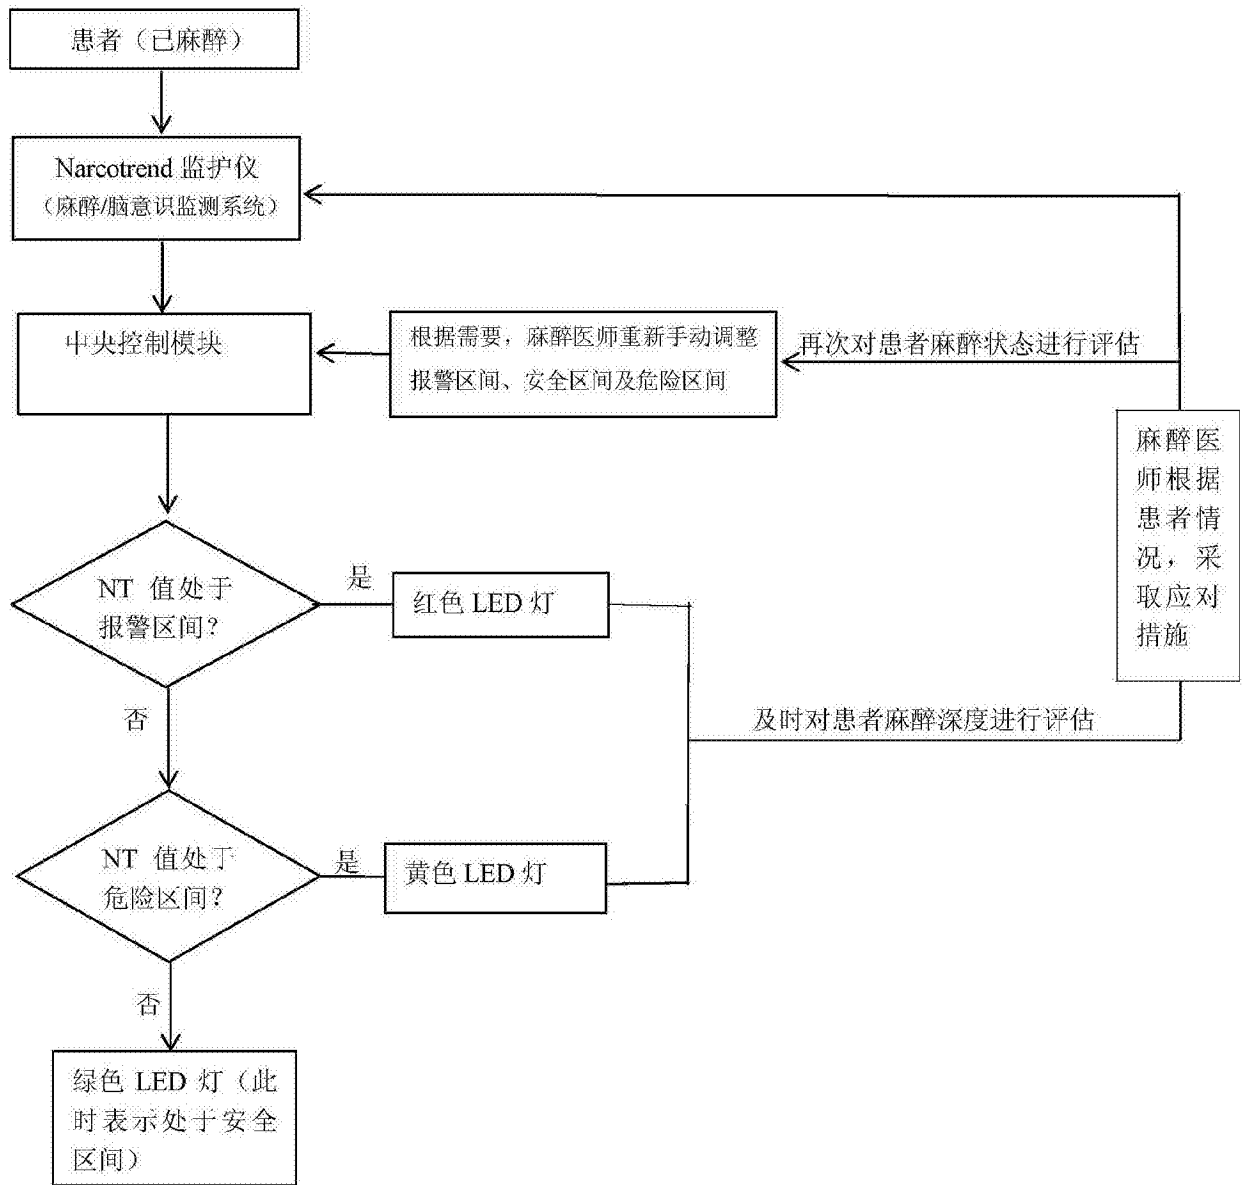 患者（已麻醉）
Narcotrend 监护仪
（麻醉/脑意识监测系统）
中央控制模块
根据需要，麻醉医师重新手动调整
报警区间、安全区间及危险区间
再次对患者麻醉状态进行评估
麻醉医
师根据
患者情
况，采
取应对
措施
NT 值处于
报警区间？
是
红色 LED 灯
否
及时对患者麻醉深度进行评估
NT 值处于
危险区间？
是
黄色 LED 灯
否
绿色 LED 灯（此
时表示处于安全
区间）